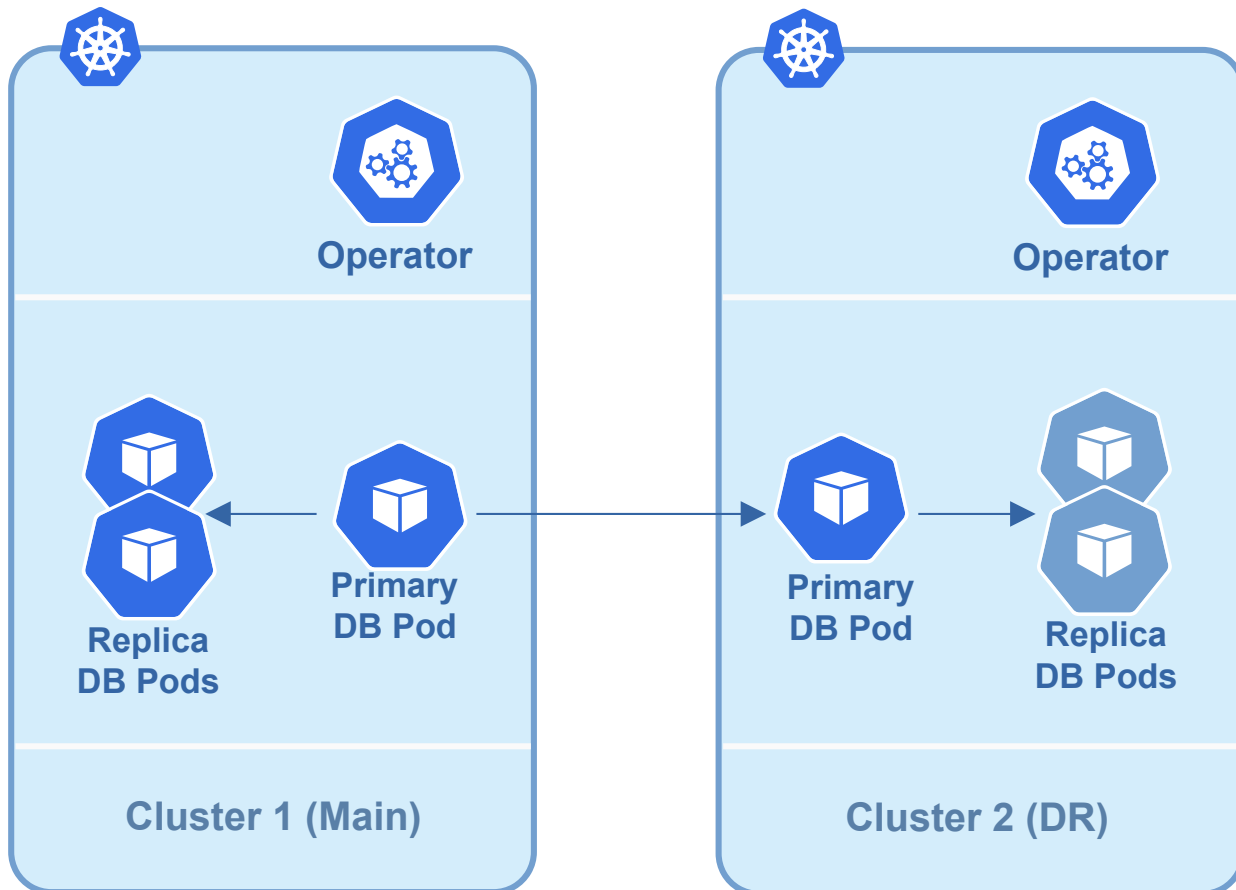 Operator
Operator
Primary
DB Pod
Replica
DB Pods
Primary
DB Pod
Replica
DB Pods
Cluster 1 (Main)
Cluster 2 (DR)